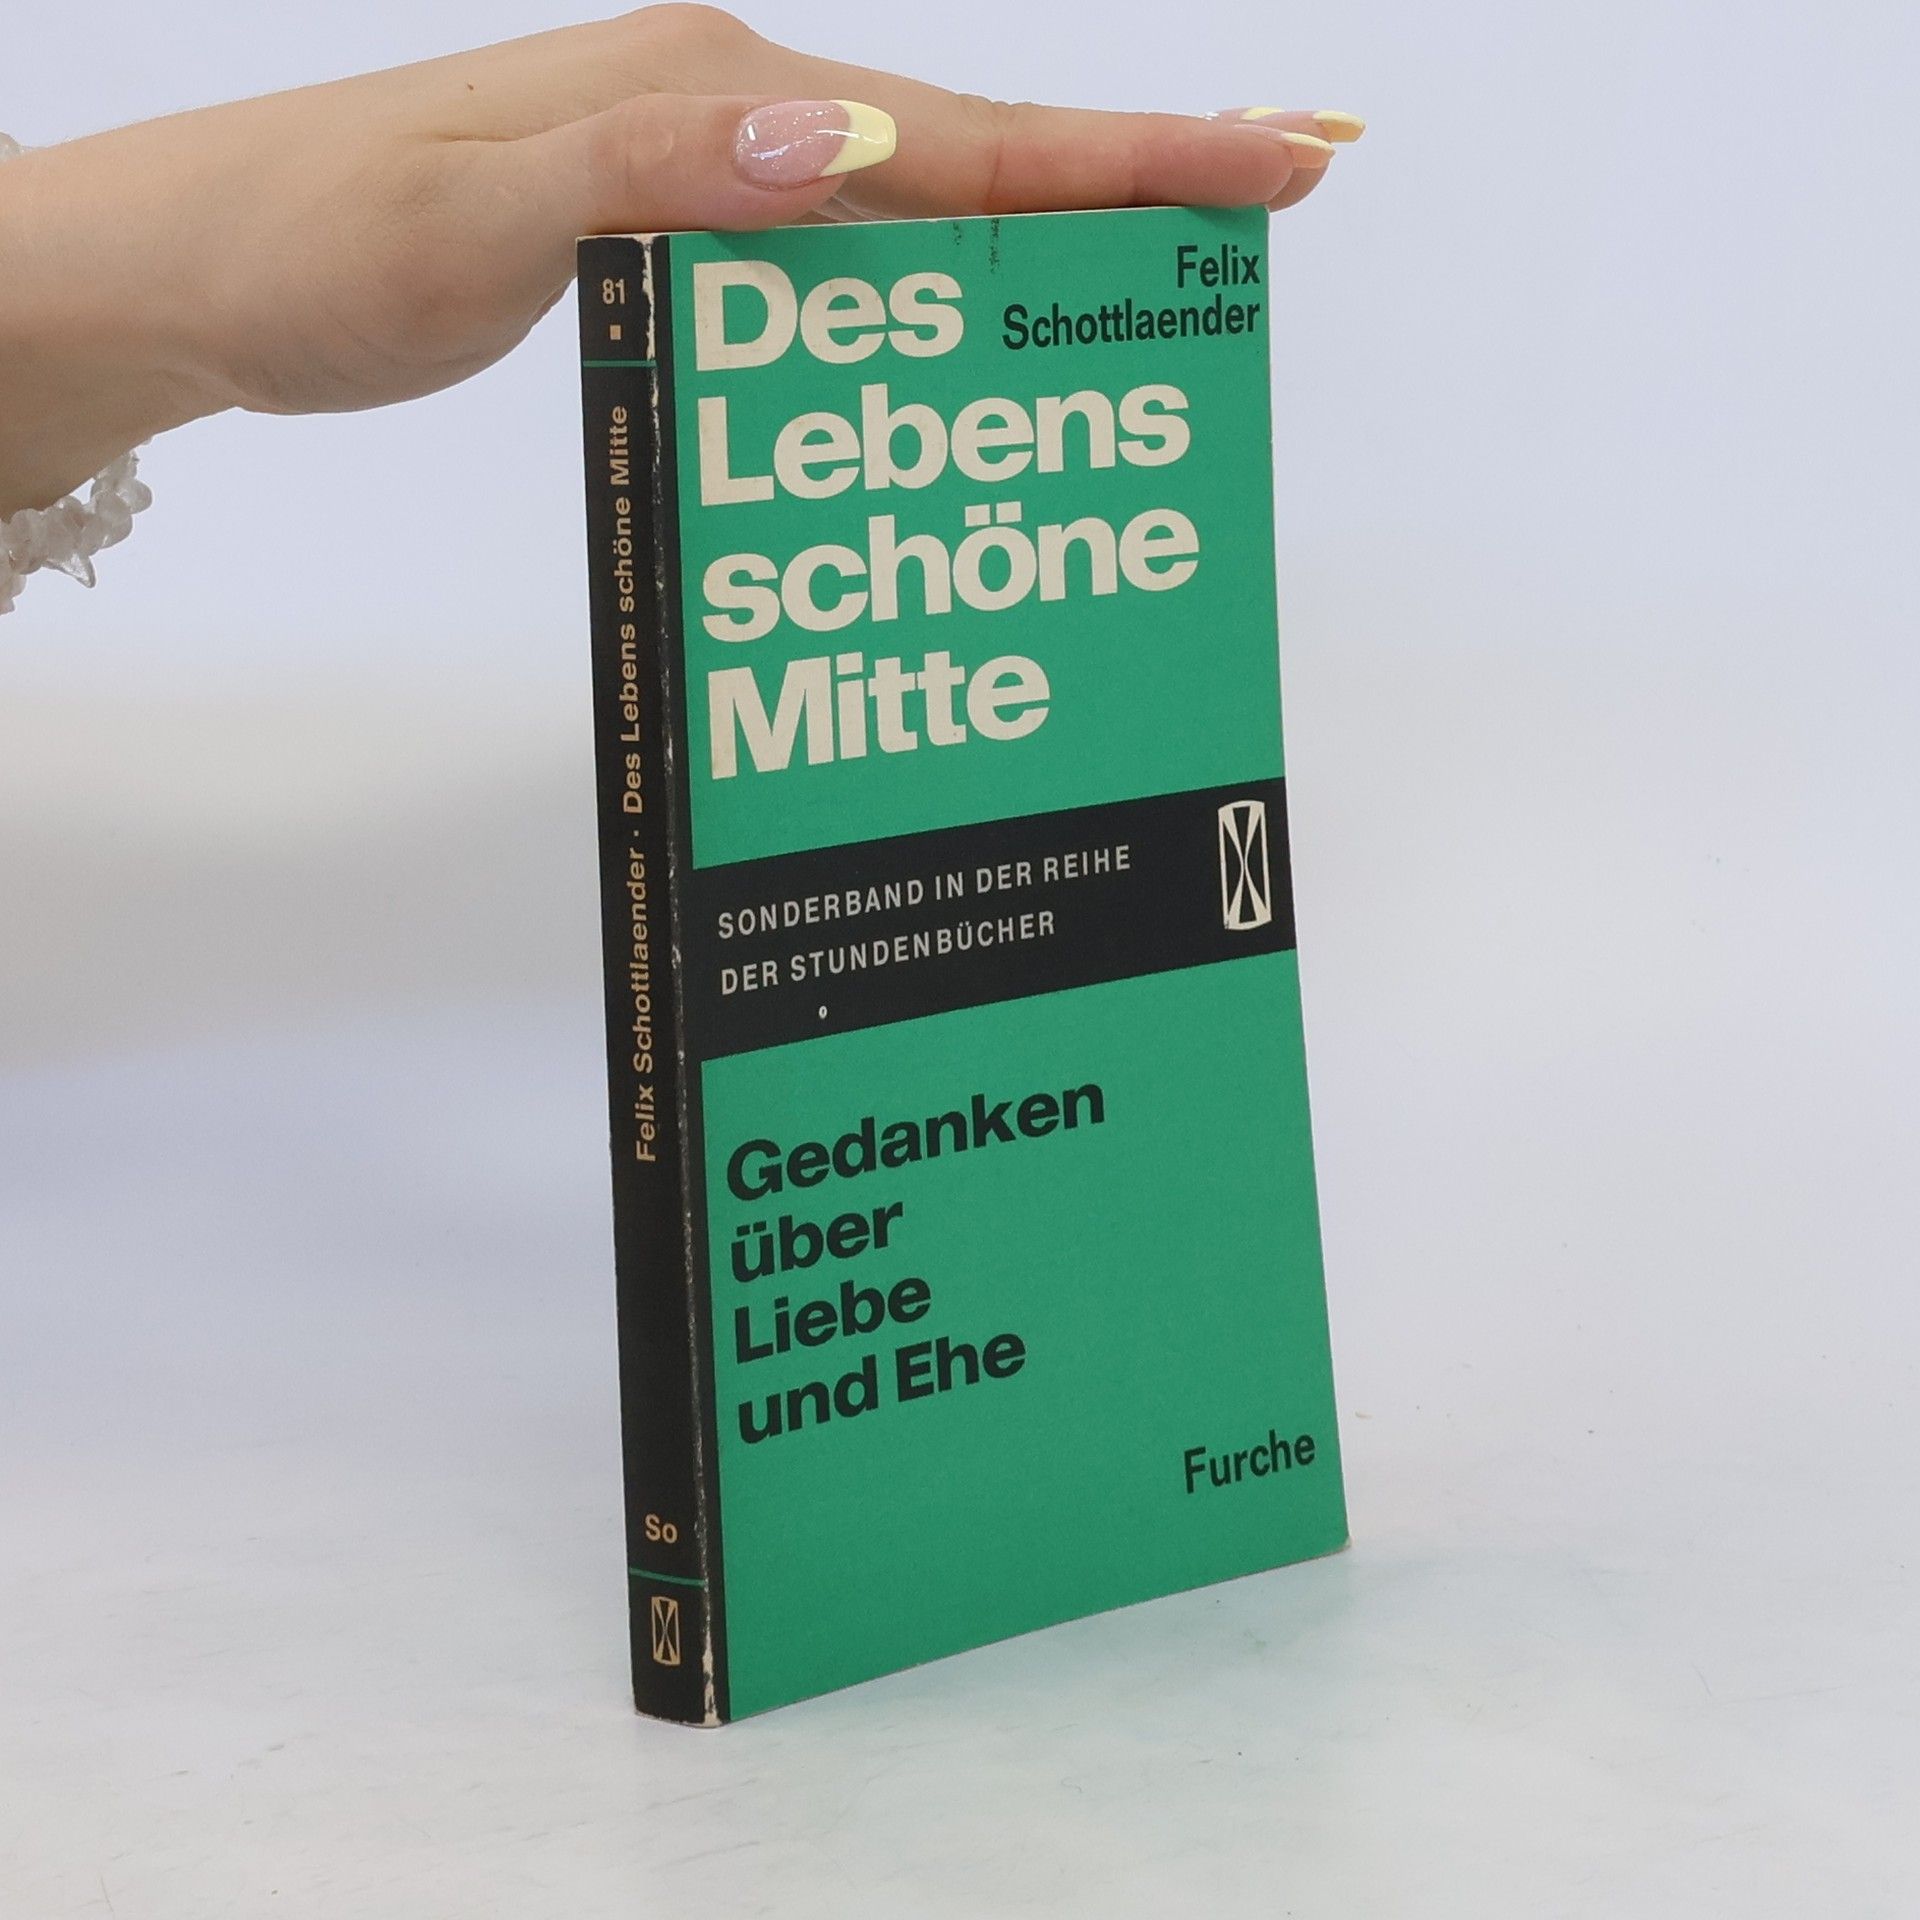 81
Felix Schottlaender · Des Lebens schöne Mitte
So
Felix
Schottlaender
Des
Lebens
schöne
Mitte
SONDERBAND IN DER REIHE
DER STUNDENBÜCHER
Gedanken
über
Liebe
und Ehe
Furche